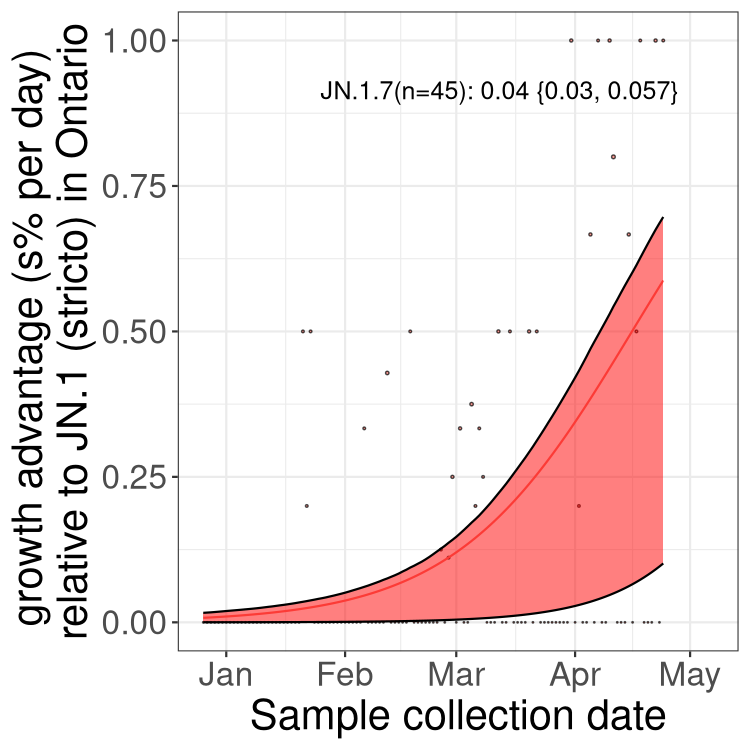 growth advantage (s% per day)
relative to JN.1 (stricto) in Ontario
1.00
0.75
0.50
0.25
0.00
JN.1.7(n=45): 0.04 {0.03, 0.057}
Jan Feb Mar Apr May
Sample collection date